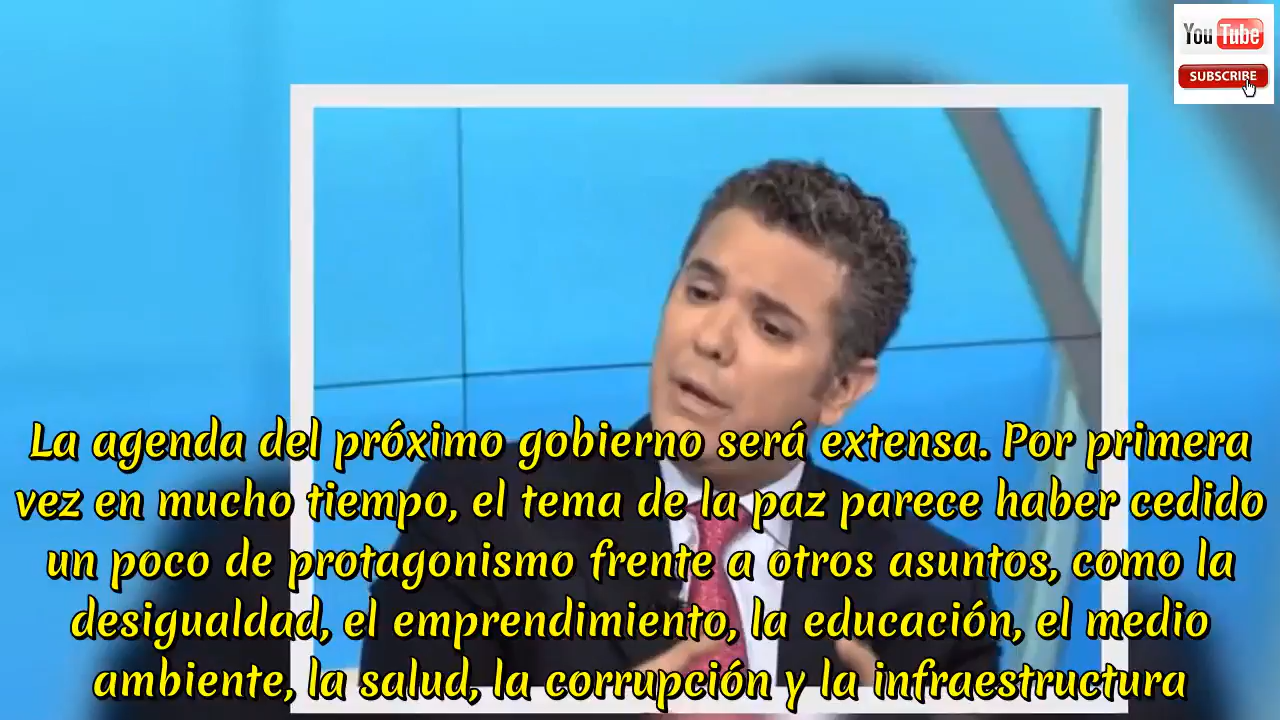 You Tube
SUBSCRIBE
La agenda del próximo gobierno será extensa. Por primera
vez en mucho tiempo, el tema de la paz parece haber cedido
un poco de protagonismo frente a otros asuntos, como la
desigualdad, el emprendimiento, la educación, el medio
ambiente, la salud, la corrupción y la infraestructura